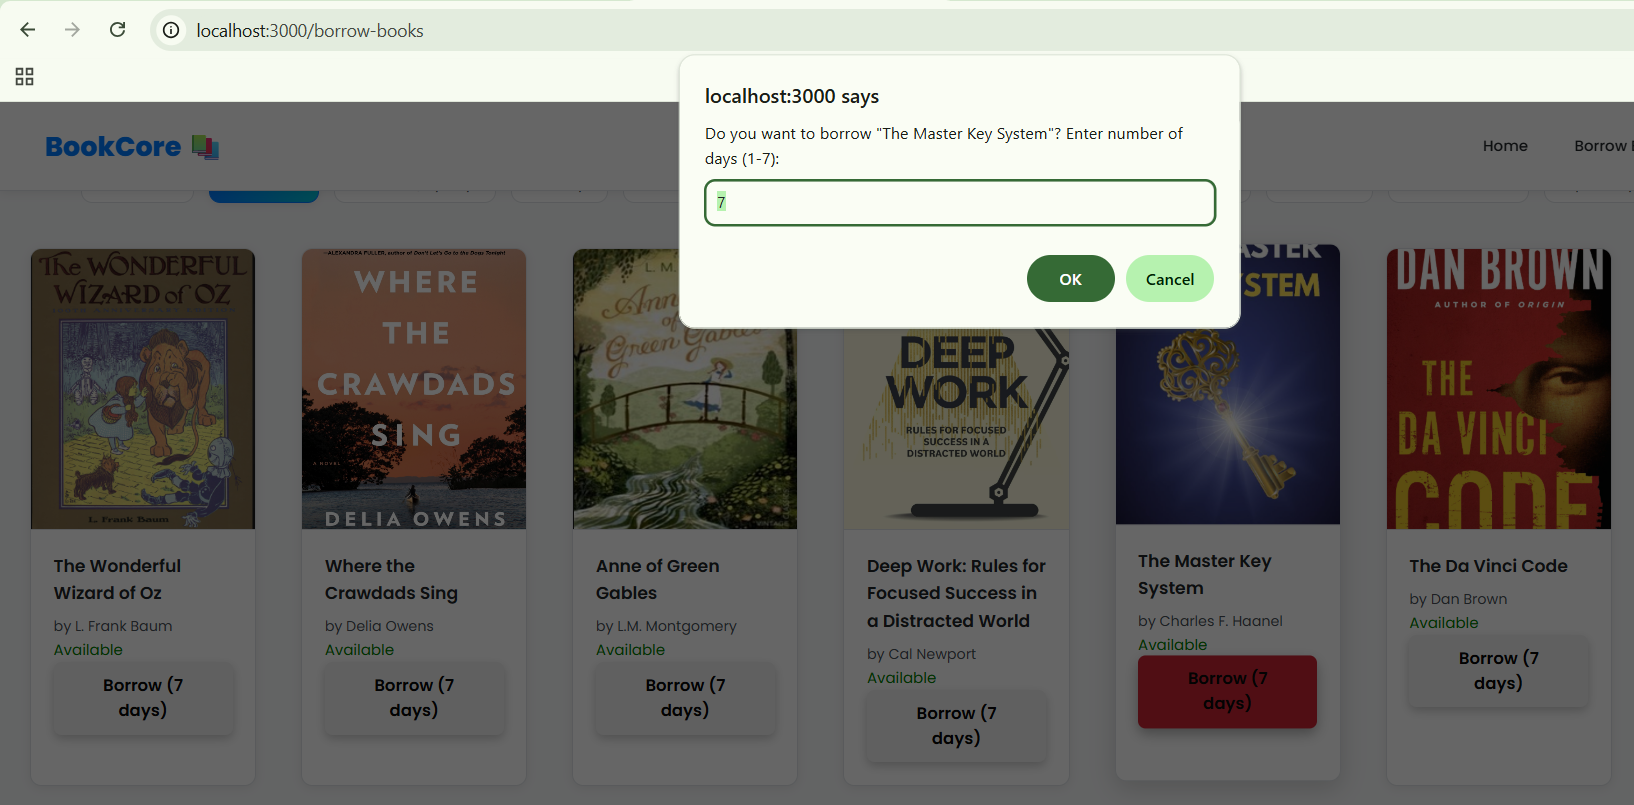 localhost:3000/borrow-books
localhost:3000 says
Do you want to borrow "The Master Key System"? Enter number of
days (1-7):
7
OK
Cancel
BookCore
Home
Borrow
The WONDERFUL
WIZARD of OZ
L. Frank Baum
ALEXANDRA FULLER, author of Don't Let's Go to the Dogs Tonight
WHERE
THE
CRAWDADS
SING
A NOVEL
DELIA OWENS
L. M.
Anne
of
Green Gables
VINTAGE
DEEP
WORK
RULES FOR FOCUSED
SUCCESS IN A
DISTRACTED WORLD
DAN BROWN
AUTHOR OF ORIGIN
THE
DA VINCI
CODE
The Wonderful
Wizard of Oz
by L. Frank Baum
Available
Borrow (7
days)
Where the
Crawdads Sing
by Delia Owens
Available
Borrow (7
days)
Anne of Green
Gables
by L.M. Montgomery
Available
Borrow (7
days)
Deep Work: Rules for
Focused Success in
a Distracted World
by Cal Newport
Available
Borrow (7
days)
The Master Key
System
by Charles F. Haanel
Available
Borrow (7
days)
The Da Vinci Code
by Dan Brown
Available
Borrow (7
days)